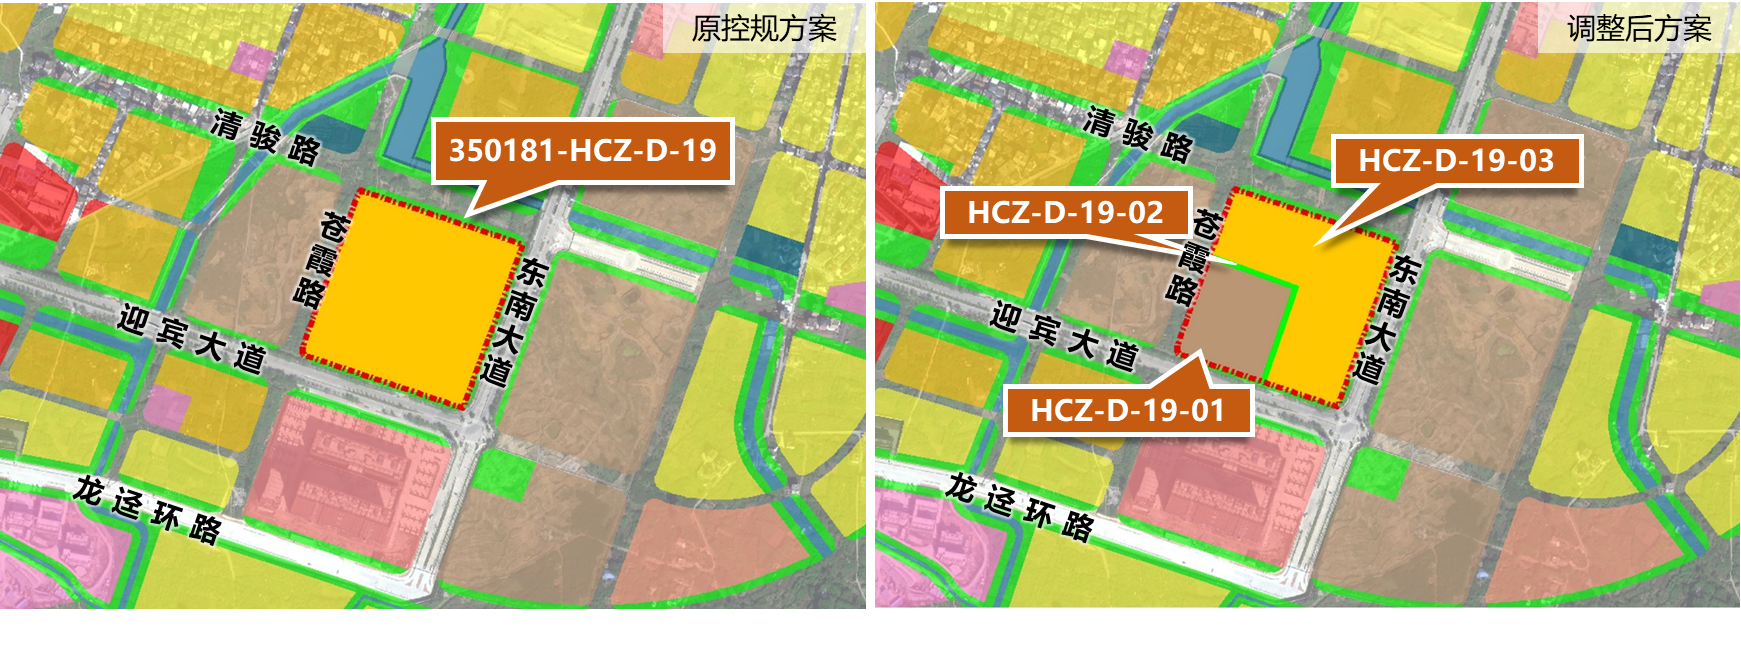 原控规方案
350181-HCZ-D-19
清骏路
苍霞路
东南大道
迎宾大道
龙迳环路
调整后方案
HCZ-D-19-03
HCZ-D-19-02
清骏路
苍霞路
东南大道
迎宾大道
HCZ-D-19-01
龙迳环路